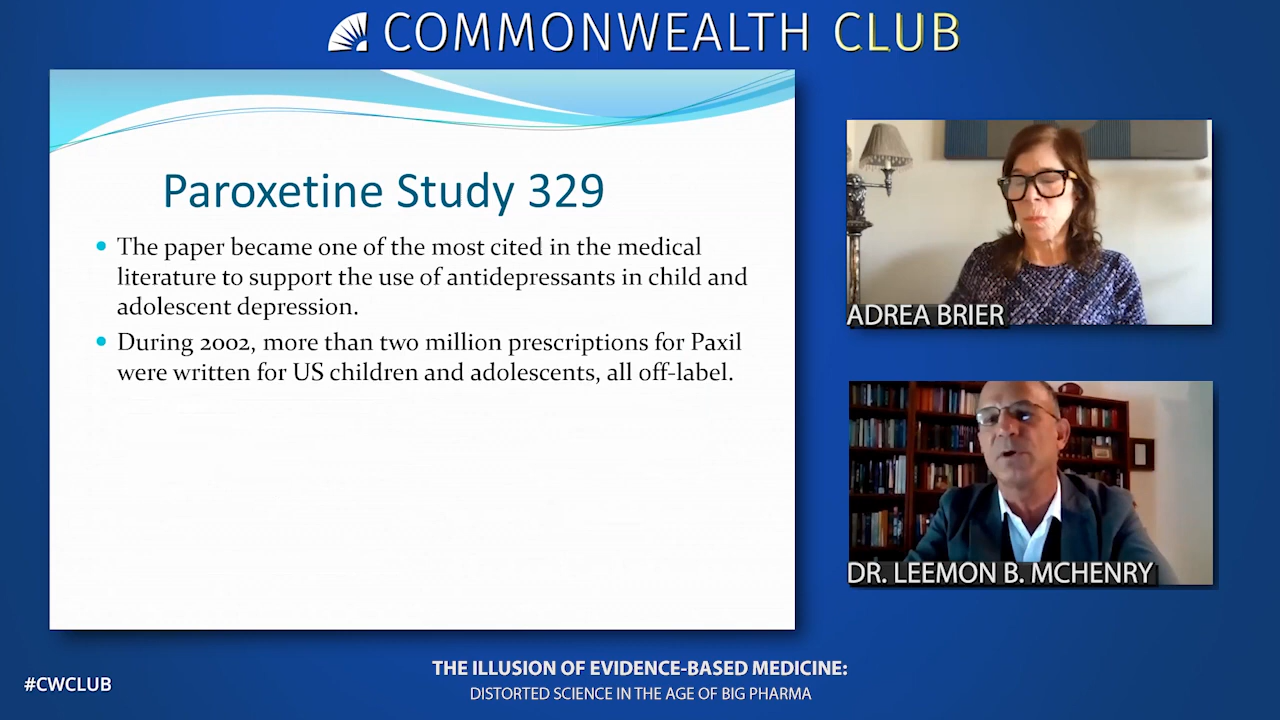 COMMONWEALTH CLUB
Paroxetine Study 329
• The paper became one of the most cited in the medical
literature to support the use of antidepressants in child and
adolescent depression.
• During 2002, more than two million prescriptions for Paxil
were written for US children and adolescents, all off-label.
ADREA BRIER
DR. LEEMON B. MCHENRY
THE ILLUSION OF EVIDENCE-BASED MEDICINE:
DISTORTED SCIENCE IN THE AGE OF BIG PHARMA
#CWCLUB